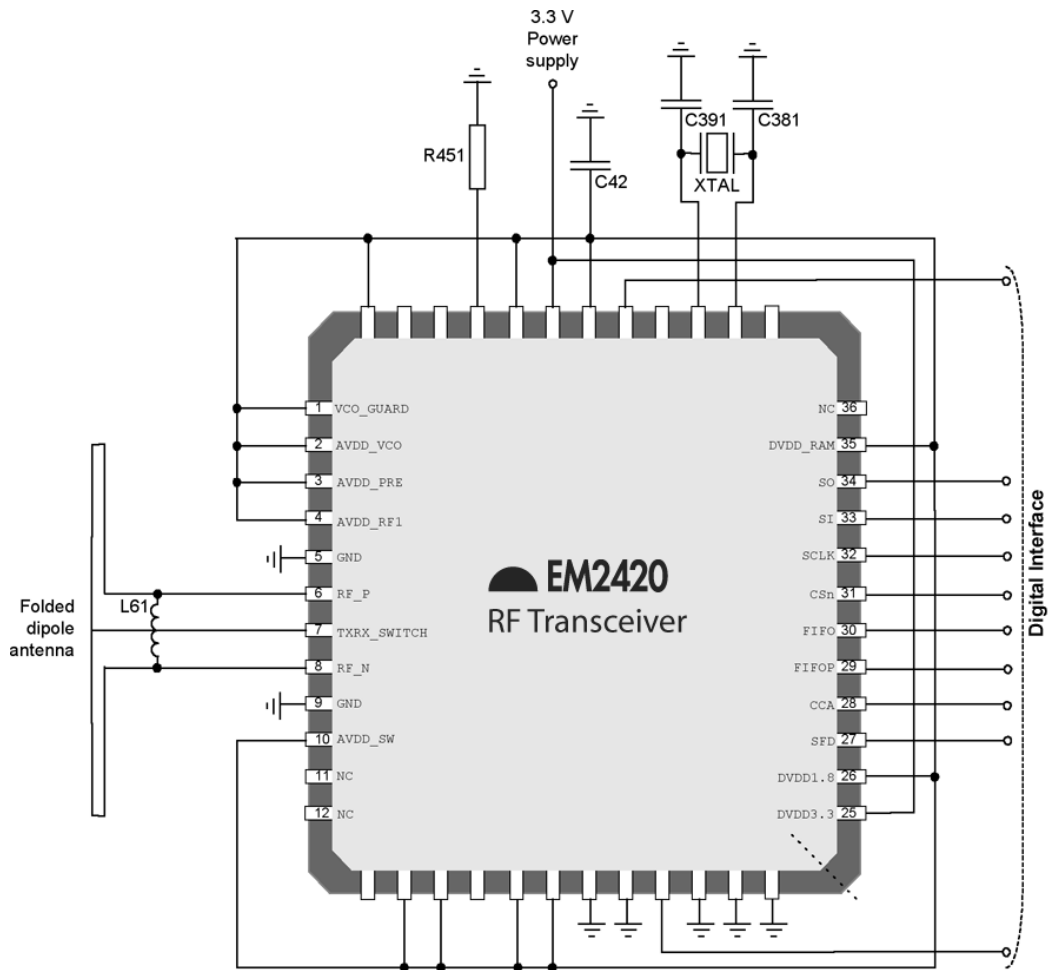 3.3 V
Power
supply
R451
C42
C391
C381
XTAL
1 VCO_GUARD
2 AVDD_VCO
3 AVDD_PRE
4 AVDD_RF1
5 GND
6 RF_P
7 TXRX_SWITCH
8 RF_N
9 GND
10 AVDD_SW
11 NC
12 NC
L61
Folded
dipole
antenna
EM2420
RF Transceiver
NC 36
DVDD_RAM 35
SO 34
SI 33
SCLK 32
CSn 31
FIFO 30
FIFOP 29
CCA 28
SFD 27
DVDD1.8 26
DVDD3.3 25
Digital Interface